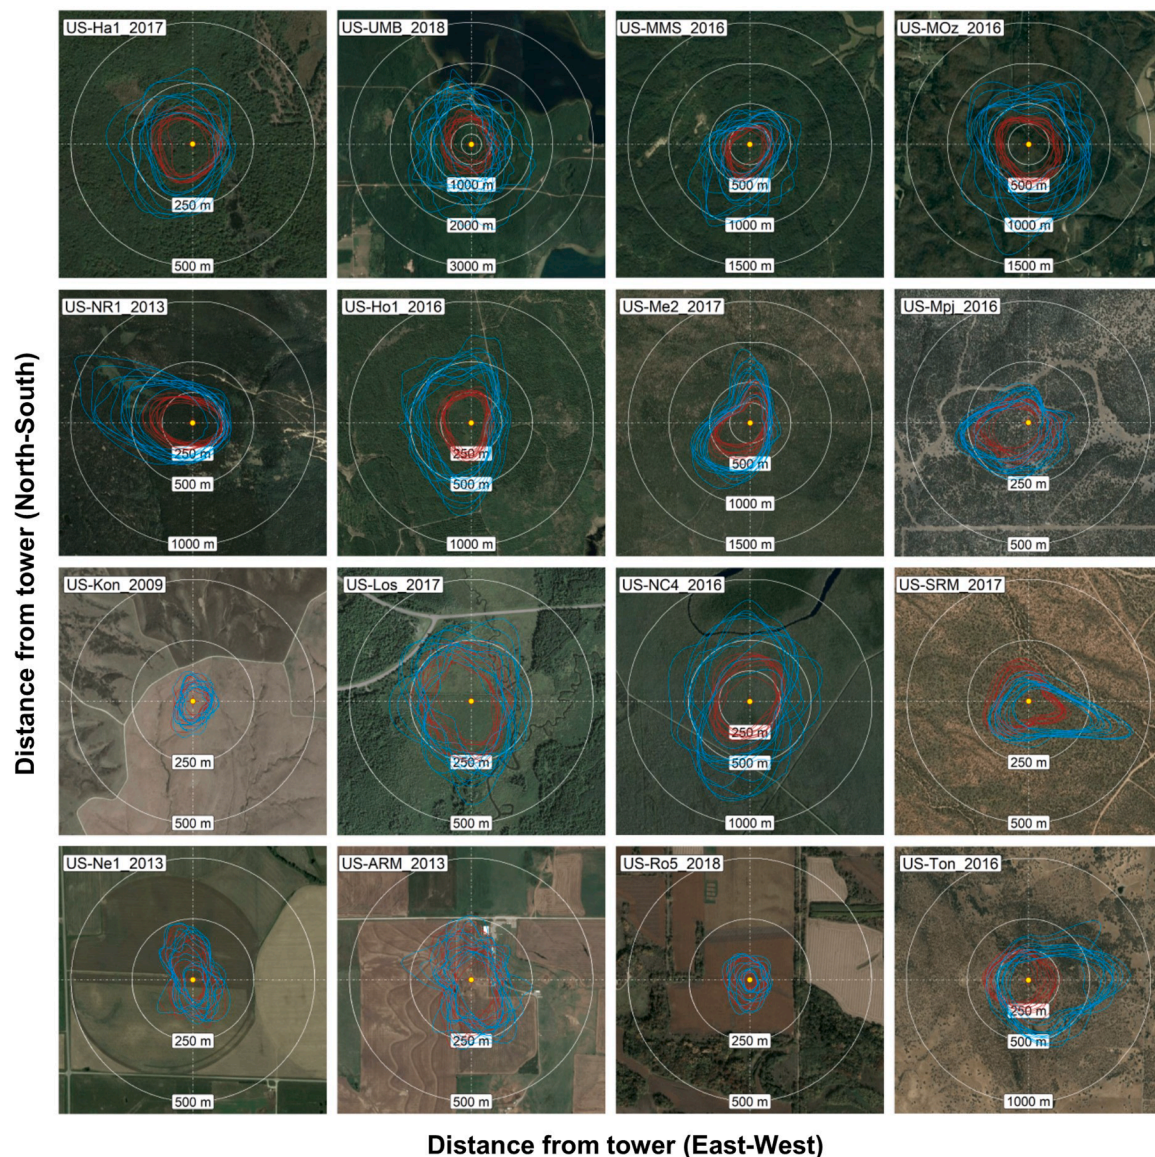 US-Ha1_2017
250 m
500 m
US-UMB_2018
1000 m
2000 m
3000 m
US-MMS_2016
500 m
1000 m
1500 m
US-MOz_2016
500 m
1000 m
1500 m
US-NR1_2013
250 m
500 m
1000 m
US-Ho1_2016
250 m
500 m
1000 m
US-Me2_2017
500 m
1000 m
1500 m
US-Mpj_2016
250 m
500 m
US-Kon_2009
250 m
500 m
US-Los_2017
250 m
500 m
US-NC4_2016
250 m
500 m
1000 m
US-SRM_2017
250 m
500 m
US-Ne1_2013
250 m
500 m
US-ARM_2013
250 m
500 m
US-Ro5_2018
250 m
500 m
US-Ton_2016
250 m
500 m
1000 m
Distance from tower (North-South)
Distance from tower (East-West)